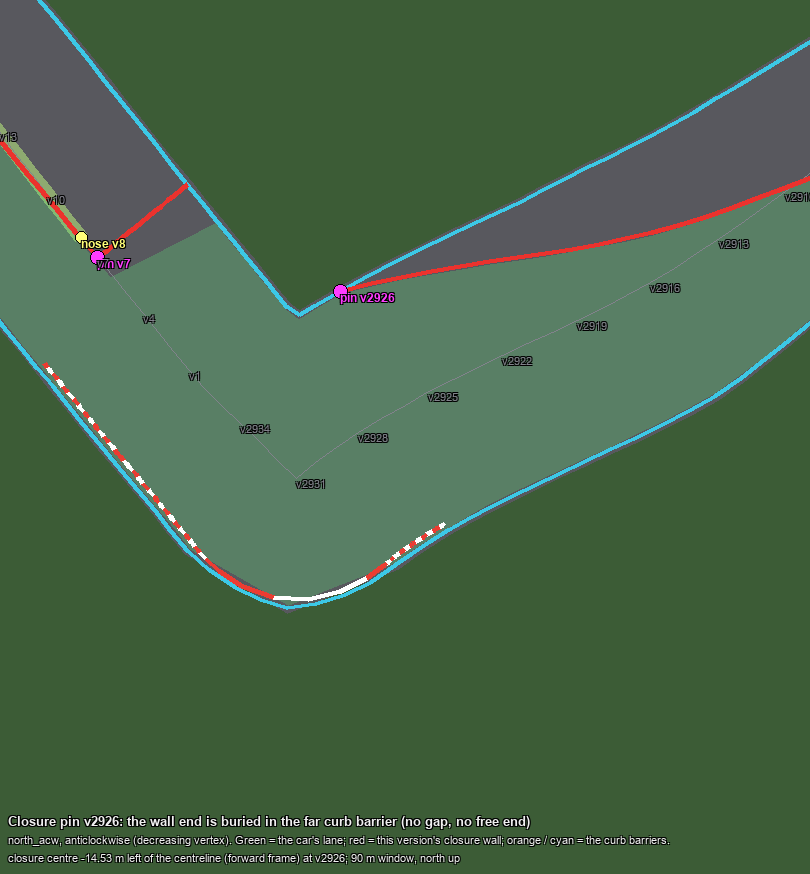 v13
v10
nose v8
pin v7
v4
v1
v2934
v2931
v2928
v2925
v2922
v2919
v2916
v2913
pin v2926
Closure pin v2926: the wall end is buried in the far curb barrier (no gap, no free end)
north_acw, anticlockwise (decreasing vertex). Green = the car's lane; red = this version's closure wall; orange / cyan = the curb barriers.
closure centre -14.53 m left of the centreline (forward frame) at v2926; 90 m window, north up